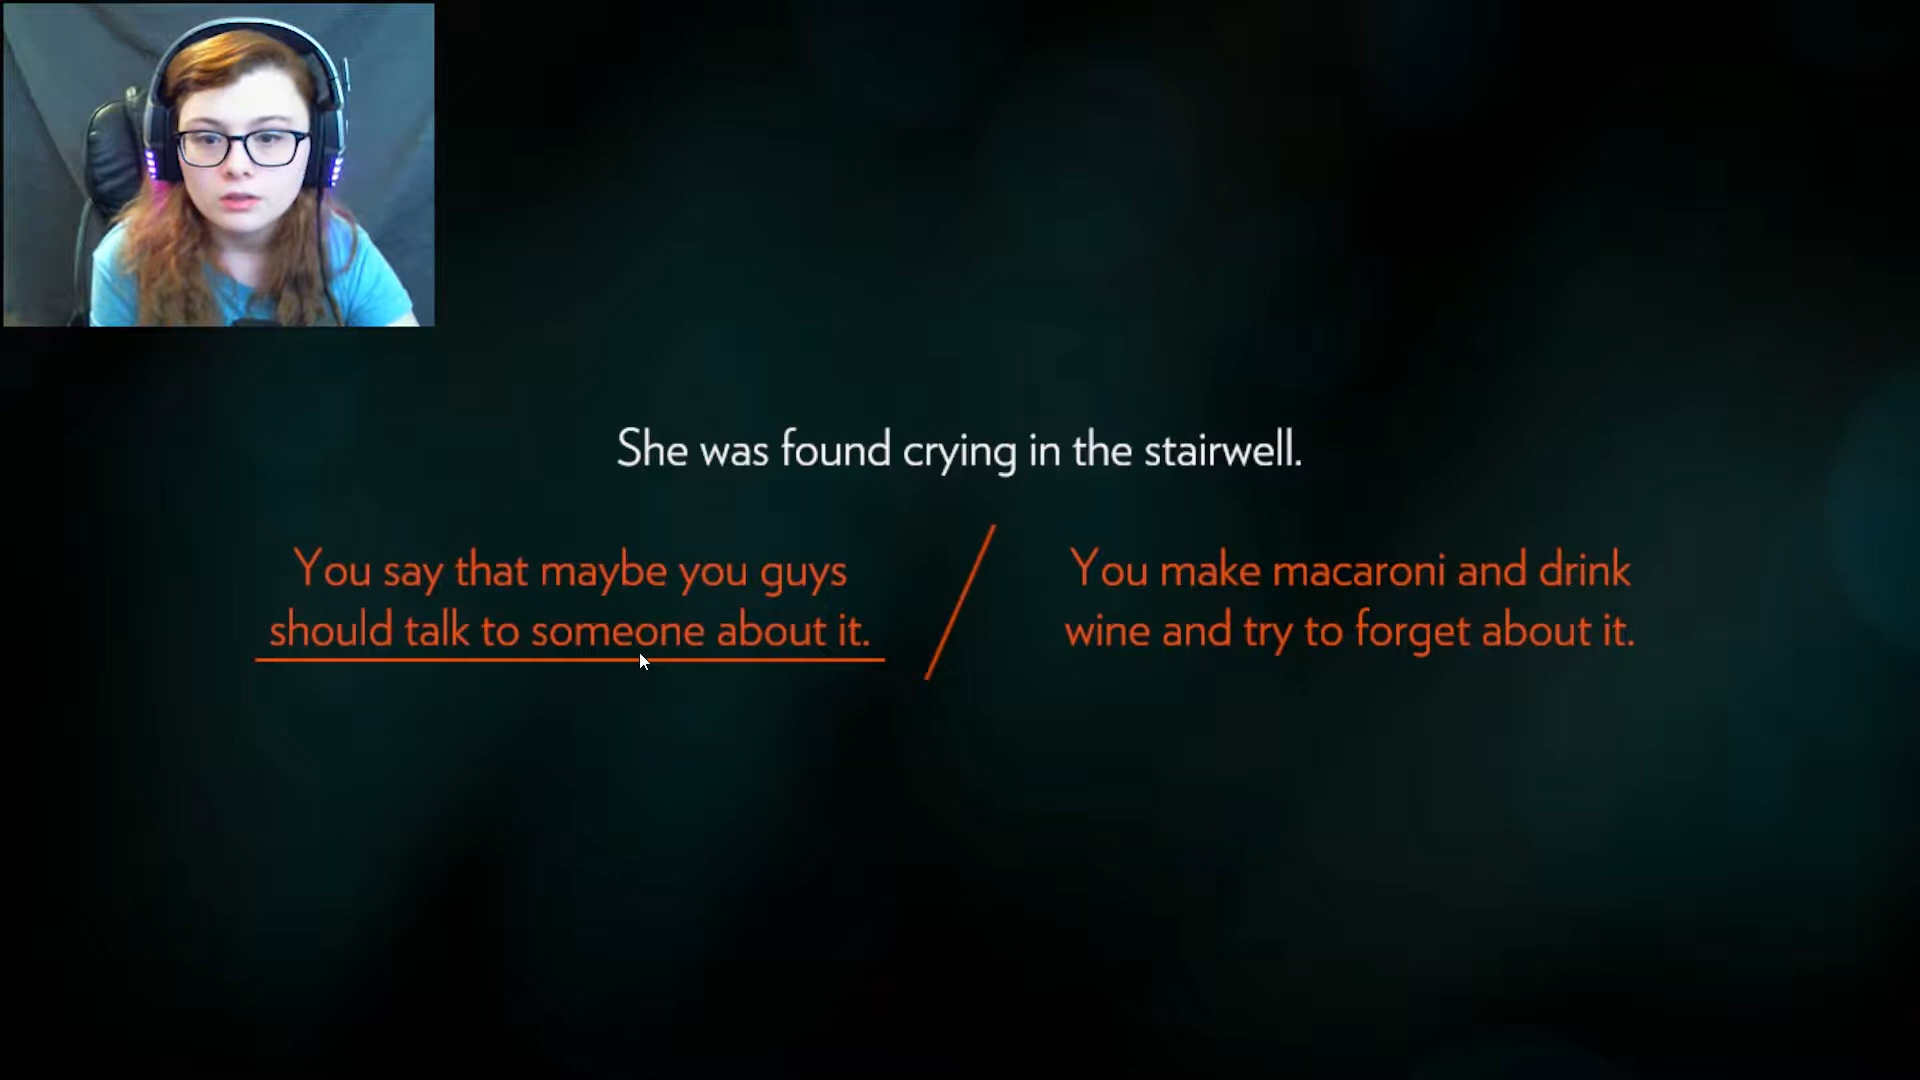 She was found crying in the stairwell.
You say that maybe you guys
should talk to someone about it.
You make macaroni and drink
wine and try to forget about it.